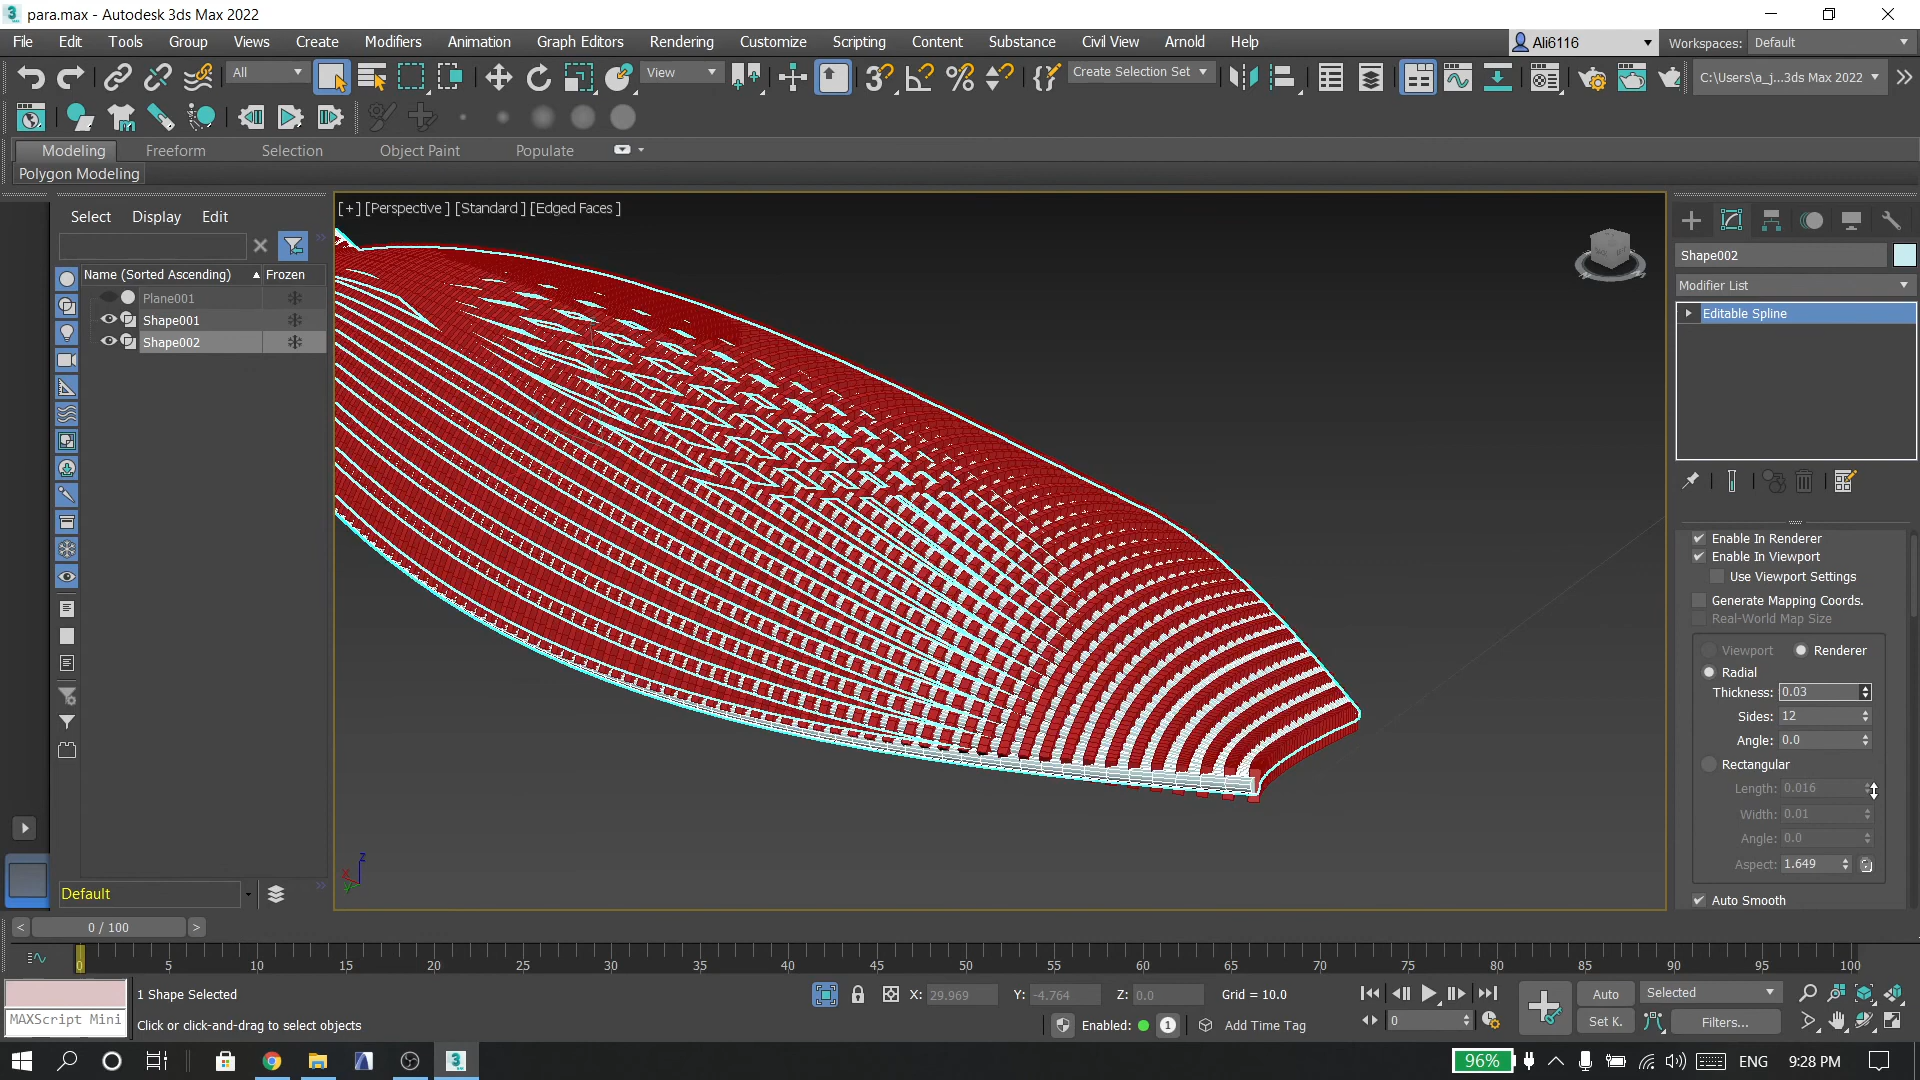 para.max - Autodesk 3ds Max 2022
File Edit Tools Group Views Create Modifiers Animation Graph Editors Rendering Customize Scripting Content Substance Civil View Arnold Help
Ali6116
Workspaces: Default
All
View
Create Selection Set
C:\Users\a_j...3ds Max 2022
Modeling Freeform Selection Object Paint Populate
Polygon Modeling
Select Display Edit
Name (Sorted Ascending) Frozen
Plane001
Shape001
Shape002
Default
[+] [Perspective ] [Standard ] [Edged Faces ]
z
x
y
Shape002
Modifier List
Editable Spline
Enable In Renderer
Enable In Viewport
Use Viewport Settings
Generate Mapping Coords.
Real-World Map Size
Viewport Renderer
Radial
Thickness: 0.03
Sides: 12
Angle: 0.0
Rectangular
Length: 0.016
Width: 0.01
Angle: 0.0
Aspect: 1.649
Auto Smooth
< 0 / 100 >
0 5 10 15 20 25 30 35 40 45 50 55 60 65 70 75 80 85 90 95 100
MAXScript Mini
1 Shape Selected
Click or click-and-drag to select objects
X: 29.969 Y: -4.764 Z: 0.0 Grid = 10.0
Enabled: 1 Add Time Tag
0
Auto Selected
Set K. Filters...
96% ENG 9:28 PM